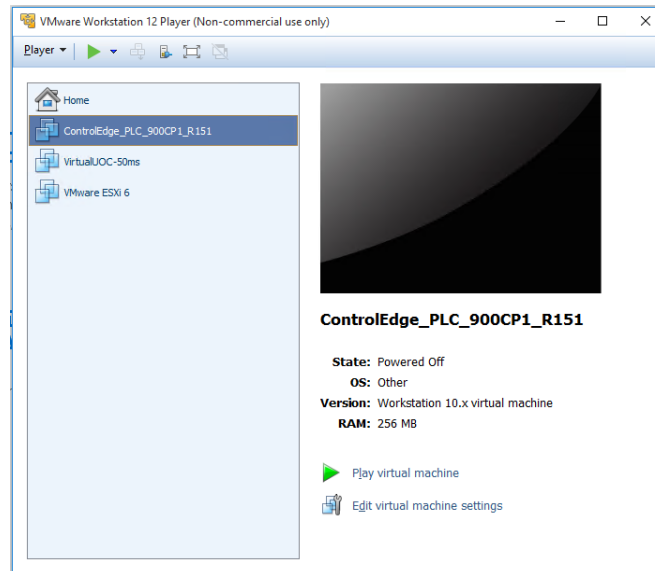 VMware Workstation 12 Player (Non-commercial use only)
Player
Home
ControlEdge_PLC_900CP1_R151
VirtualUOC-50ms
VMware ESXi 6
ControlEdge_PLC_900CP1_R151
State: Powered Off
OS: Other
Version: Workstation 10.x virtual machine
RAM: 256 MB
Play virtual machine
Edit virtual machine settings